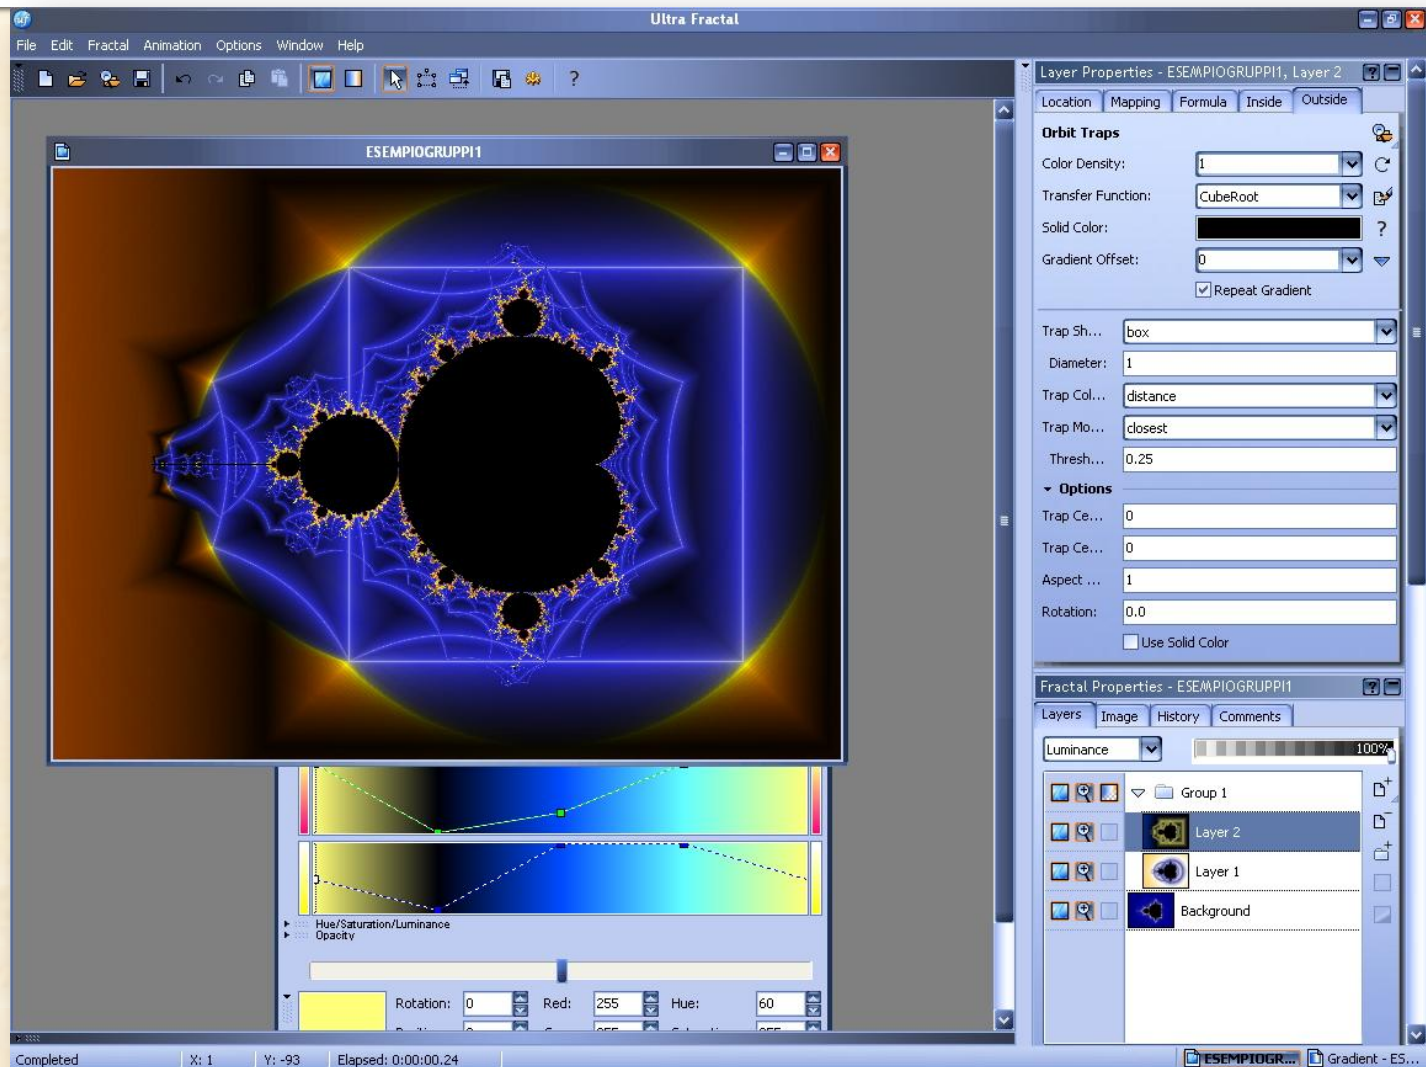 Ultra Fractal
File Edit Fractal Animation Options Window Help
?
ESEMPIOGRUPPI1
Hue/Saturation/Luminance
Opacity
Rotation: 0 Red: 255 Hue: 60
Layer Properties - ESEMPIOGRUPPI1, Layer 2 ?
Location Mapping Formula Inside Outside
Orbit Traps
Color Density: 1
Transfer Function: CubeRoot
Solid Color: ?
Gradient Offset: 0
Repeat Gradient
Trap Sh... box
Diameter: 1
Trap Col... distance
Trap Mo... closest
Thresh... 0.25
Options
Trap Ce... 0
Trap Ce... 0
Aspect ... 1
Rotation: 0.0
Use Solid Color
Fractal Properties - ESEMPIOGRUPPI1 ?
Layers Image History Comments
Luminance 100%
Group 1
Layer 2
Layer 1
Background
Completed X: 1 Y: -93 Elapsed: 0:00:00.24 ESEMPIOGR... Gradient - ES...